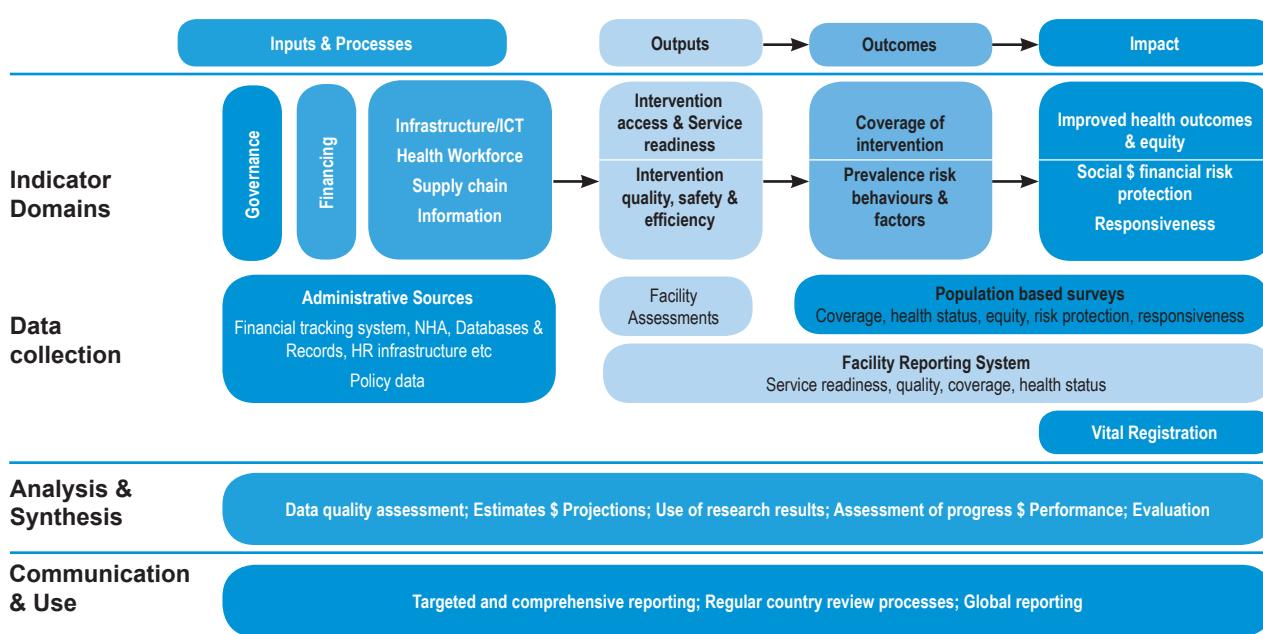 Inputs & Processes
Outputs
Outcomes
Impact
Indicator
Domains
Governance
Financing
Infrastructure/ICT
Health Workforce
Supply chain
Information
Intervention
access & Service
readiness
Intervention
quality, safety &
efficiency
Coverage of
intervention
Prevalence risk
behaviours &
factors
Improved health outcomes
& equity
Social $ financial risk
protection
Responsiveness
Data
collection
Administrative Sources
Financial tracking system, NHA, Databases &
Records, HR infrastructure etc
Policy data
Facility
Assessments
Population based surveys
Coverage, health status, equity, risk protection, responsiveness
Facility Reporting System
Service readiness, quality, coverage, health status
Vital Registration
Analysis &
Synthesis
Data quality assessment; Estimates $ Projections; Use of research results; Assessment of progress $ Performance; Evaluation
Communication
& Use
Targeted and comprehensive reporting; Regular country review processes; Global reporting